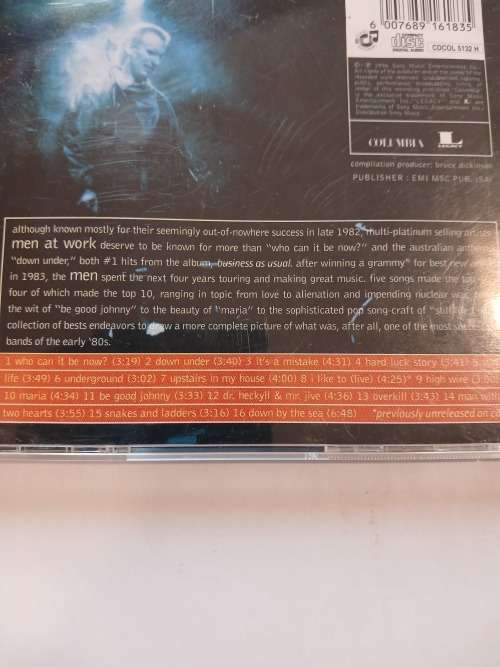 6 007689 161835
COMPACT
disc
DIGITAL AUDIO
CDCOL 5132 H
COLUMBIA
L
LEGACY
compilation producer: bruce dickinson
PUBLISHER : EMI MSC PUB. (SA)
although known mostly for their seemingly out-of-nowhere success in late 1982, multi-platinum selling artists
men at work deserve to be known for more than "who can it be now?" and the australian
"down under," both #1 hits from the album, business as usual. after winning a grammy® for best new
in 1983, the men spent the next four years touring and making great music. five songs made the
four of which made the top 10, ranging in topic from love to alienation and impending nuclear
the wit of "be good johnny" to the beauty of "maria" to the sophisticated pop song-craft of
collection of bests endeavors to draw a more complete picture of what was, after all, one of the most
bands of the early '80s.
1 who can it be now? (3:19) 2 down under (3:40) 3 it's a mistake (4:31) 4 hard luck story (3:41) 5
life (3:49) 6 underground (3:02) 7 upstairs in my house (4:00) 8 i like to (live) (4:25)* 9 high wire
10 maria (4:34) 11 be good johnny (3:33) 12 dr. heckyll & mr. jive (4:36) 13 overkill (3:43) 14 man with
two hearts (3:55) 15 snakes and ladders (3:16) 16 down by the sea (6:48) *previously unreleased on